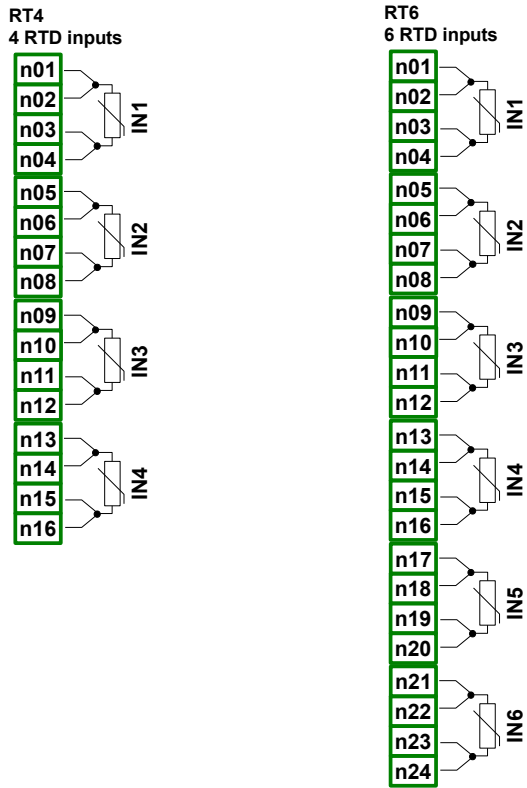 RT4
4 RTD inputs
n01
n02
n03
n04
IN1
n05
n06
n07
n08
IN2
n09
n10
n11
n12
IN3
n13
n14
n15
n16
IN4
RT6
6 RTD inputs
n01
n02
n03
n04
IN1
n05
n06
n07
n08
IN2
n09
n10
n11
n12
IN3
n13
n14
n15
n16
IN4
n17
n18
n19
n20
IN5
n21
n22
n23
n24
IN6